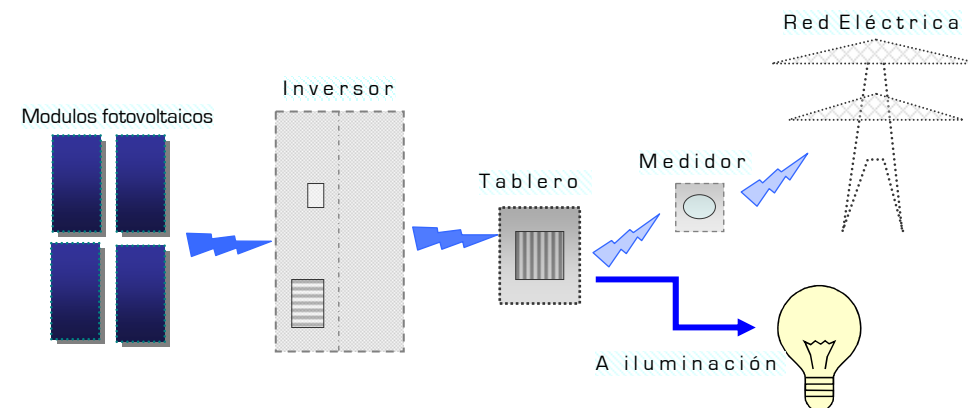 Red Eléctrica
Inversor
Modulos fotovoltaicos
Medidor
Tablero
A iluminación